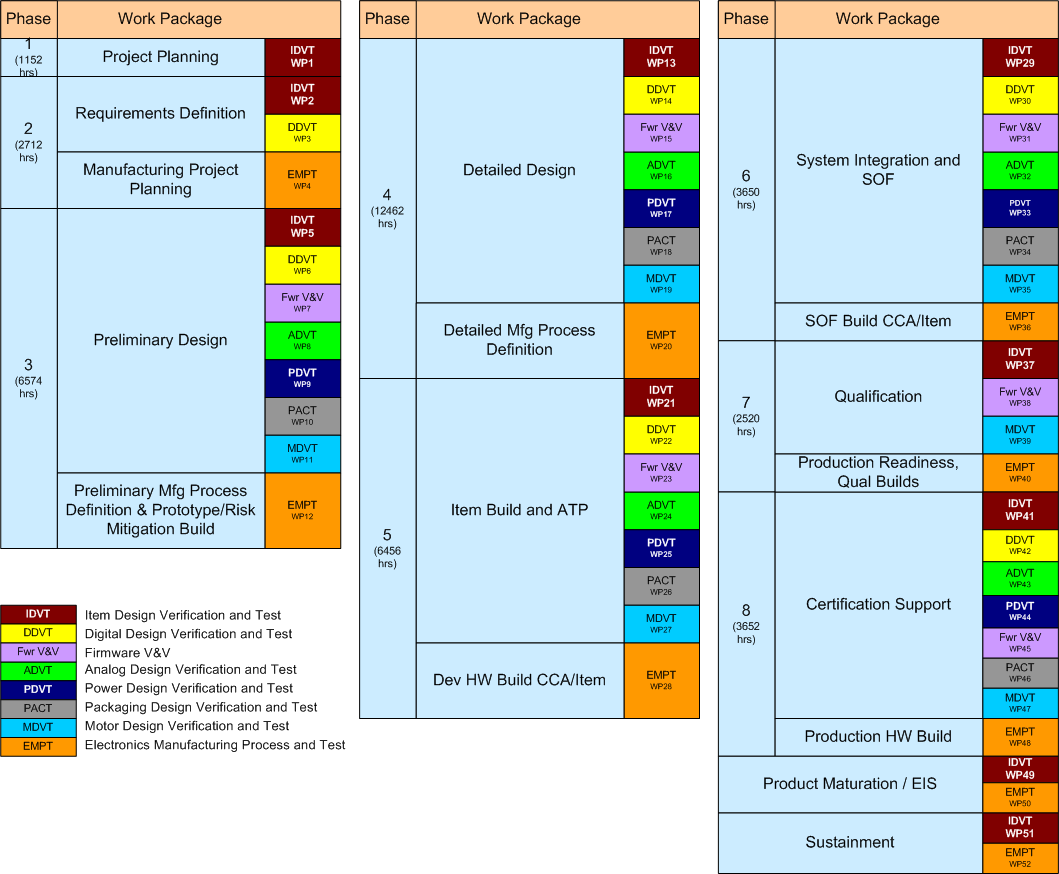 Phase Work Package
1
(1152
hrs)
Project Planning
IDVT
WP1
2
(2712
hrs)
Requirements Definition
IDVT
WP2
DDVT
WP3
Manufacturing Project
Planning
EMPT
WP4
3
(6574
hrs)
Preliminary Design
IDVT
WP5
DDVT
WP6
Fwr V&V
WP7
ADVT
WP8
PDVT
WP9
PACT
WP10
MDVT
WP11
Preliminary Mfg Process
Definition & Prototype/Risk
Mitigation Build
EMPT
WP12
IDVT Item Design Verification and Test
DDVT Digital Design Verification and Test
Fwr V&V Firmware V&V
ADVT Analog Design Verification and Test
PDVT Power Design Verification and Test
PACT Packaging Design Verification and Test
MDVT Motor Design Verification and Test
EMPT Electronics Manufacturing Process and Test
Phase Work Package
4
(12462
hrs)
Detailed Design
IDVT
WP13
DDVT
WP14
Fwr V&V
WP15
ADVT
WP16
PDVT
WP17
PACT
WP18
MDVT
WP19
Detailed Mfg Process
Definition
EMPT
WP20
5
(6456
hrs)
Item Build and ATP
IDVT
WP21
DDVT
WP22
Fwr V&V
WP23
ADVT
WP24
PDVT
WP25
PACT
WP26
MDVT
WP27
Dev HW Build CCA/Item
EMPT
WP28
Phase Work Package
6
(3650
hrs)
System Integration and
SOF
IDVT
WP29
DDVT
WP30
Fwr V&V
WP31
ADVT
WP32
PDVT
WP33
PACT
WP34
MDVT
WP35
SOF Build CCA/Item
EMPT
WP36
7
(2520
hrs)
Qualification
IDVT
WP37
Fwr V&V
WP38
MDVT
WP39
Production Readiness,
Qual Builds
EMPT
WP40
8
(3652
hrs)
Certification Support
IDVT
WP41
DDVT
WP42
ADVT
WP43
PDVT
WP44
Fwr V&V
WP45
PACT
WP46
MDVT
WP47
Production HW Build
EMPT
WP48
Product Maturation / EIS
IDVT
WP49
EMPT
WP50
Sustainment
IDVT
WP51
EMPT
WP52